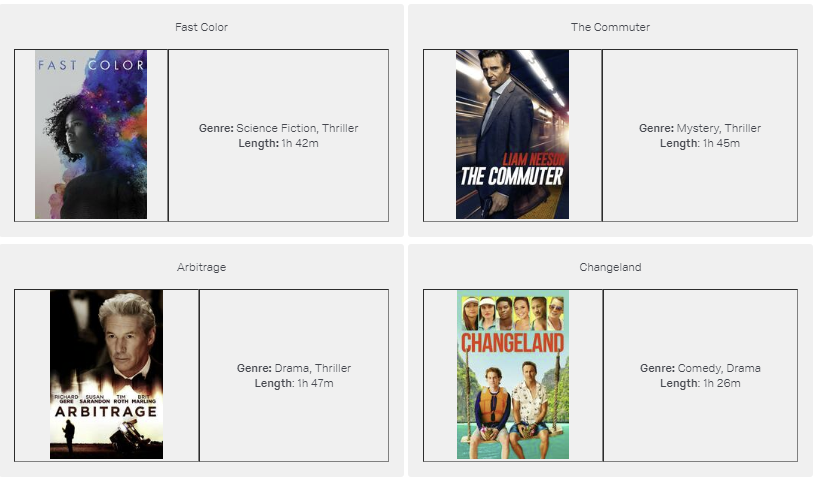 Fast Color
FAST COLOR
Genre: Science Fiction, Thriller
Length: 1h 42m
The Commuter
LIAM NEESON
THE COMMUTER
Genre: Mystery, Thriller
Length: 1h 45m
Arbitrage
RICHARD GERE SUSAN SARANDON TIM ROTH BRIT MARLING
ARBITRAGE
Genre: Drama, Thriller
Length: 1h 47m
Changeland
CHANGELAND
Genre: Comedy, Drama
Length: 1h 26m